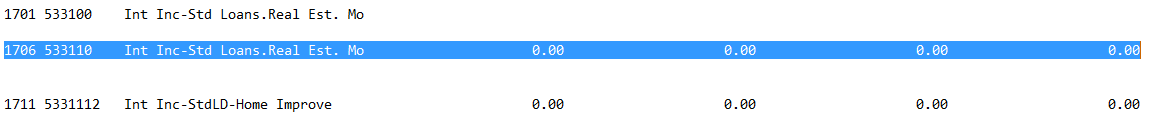 1701 533100 Int Inc-Std Loans.Real Est. Mo
1706 533110 Int Inc-Std Loans.Real Est. Mo 0.00 0.00 0.00 0.00
1711 5331112 Int Inc-StdLD-Home Improve 0.00 0.00 0.00 0.00